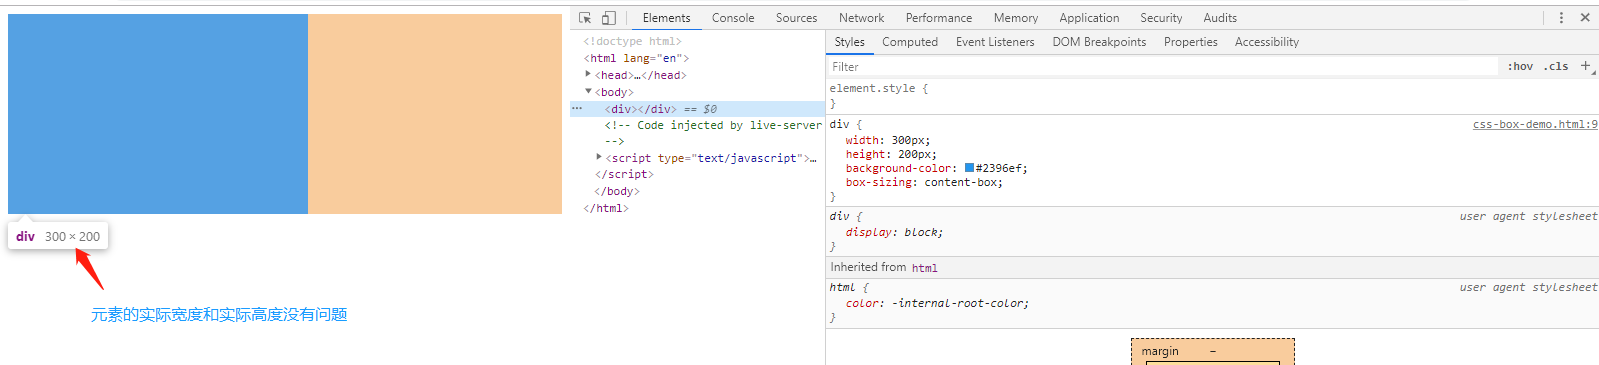 Elements Console Sources Network Performance Memory Application Security Audits
<!doctype html>
<html lang="en">
<head>…</head>
<body>
<div></div> == $0
<!-- Code injected by live-server
-->
<script type="text/javascript">…
</script>
</body>
</html>
Styles Computed Event Listeners DOM Breakpoints Properties Accessibility
Filter :hov .cls +
element.style {
}
div { css-box-demo.html:9
width: 300px;
height: 200px;
background-color: #2396ef;
box-sizing: content-box;
}
div { user agent stylesheet
display: block;
}
Inherited from html
html { user agent stylesheet
color: -internal-root-color;
}
margin –
div 300 × 200
元素的实际宽度和实际高度没有问题